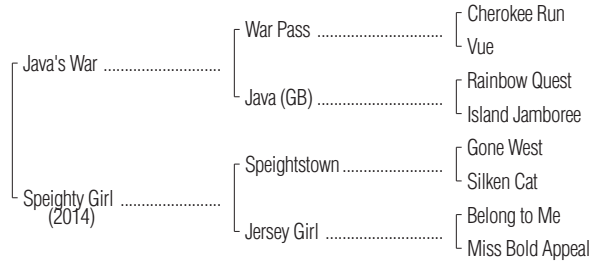 Cherokee Run
War Pass ........................................
Vue
Java's War .....................................
Rainbow Quest
Java (GB) ........................................
Island Jamboree
Gone West
Speightstown................................
Silken Cat
Speighty Girl ................................
(2014)
Belong to Me
Jersey Girl .....................................
Miss Bold Appeal